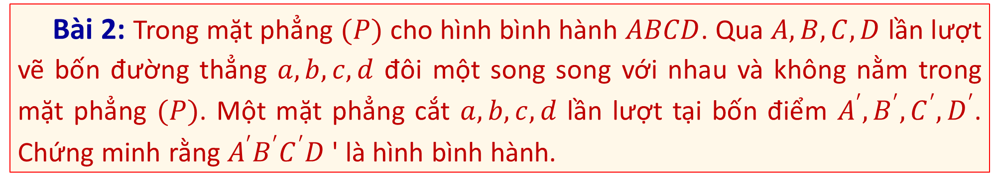 Bài 2: Trong mặt phẳng (P) cho hình bình hành ABCD. Qua A, B, C, D lần lượt
vẽ bốn đường thẳng a, b, c, d đôi một song song với nhau và không nằm trong
mặt phẳng (P). Một mặt phẳng cắt a, b, c, d lần lượt tại bốn điểm A′, B′, C′, D′.
Chứng minh rằng A′B′C′D ' là hình bình hành.